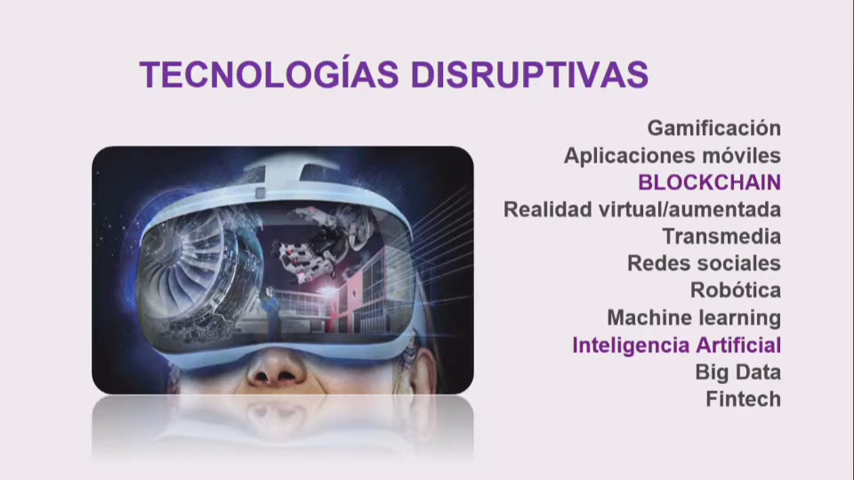 TECNOLOGÍAS DISRUPTIVAS
Gamificación
Aplicaciones móviles
BLOCKCHAIN
Realidad virtual/aumentada
Transmedia
Redes sociales
Robótica
Machine learning
Inteligencia Artificial
Big Data
Fintech